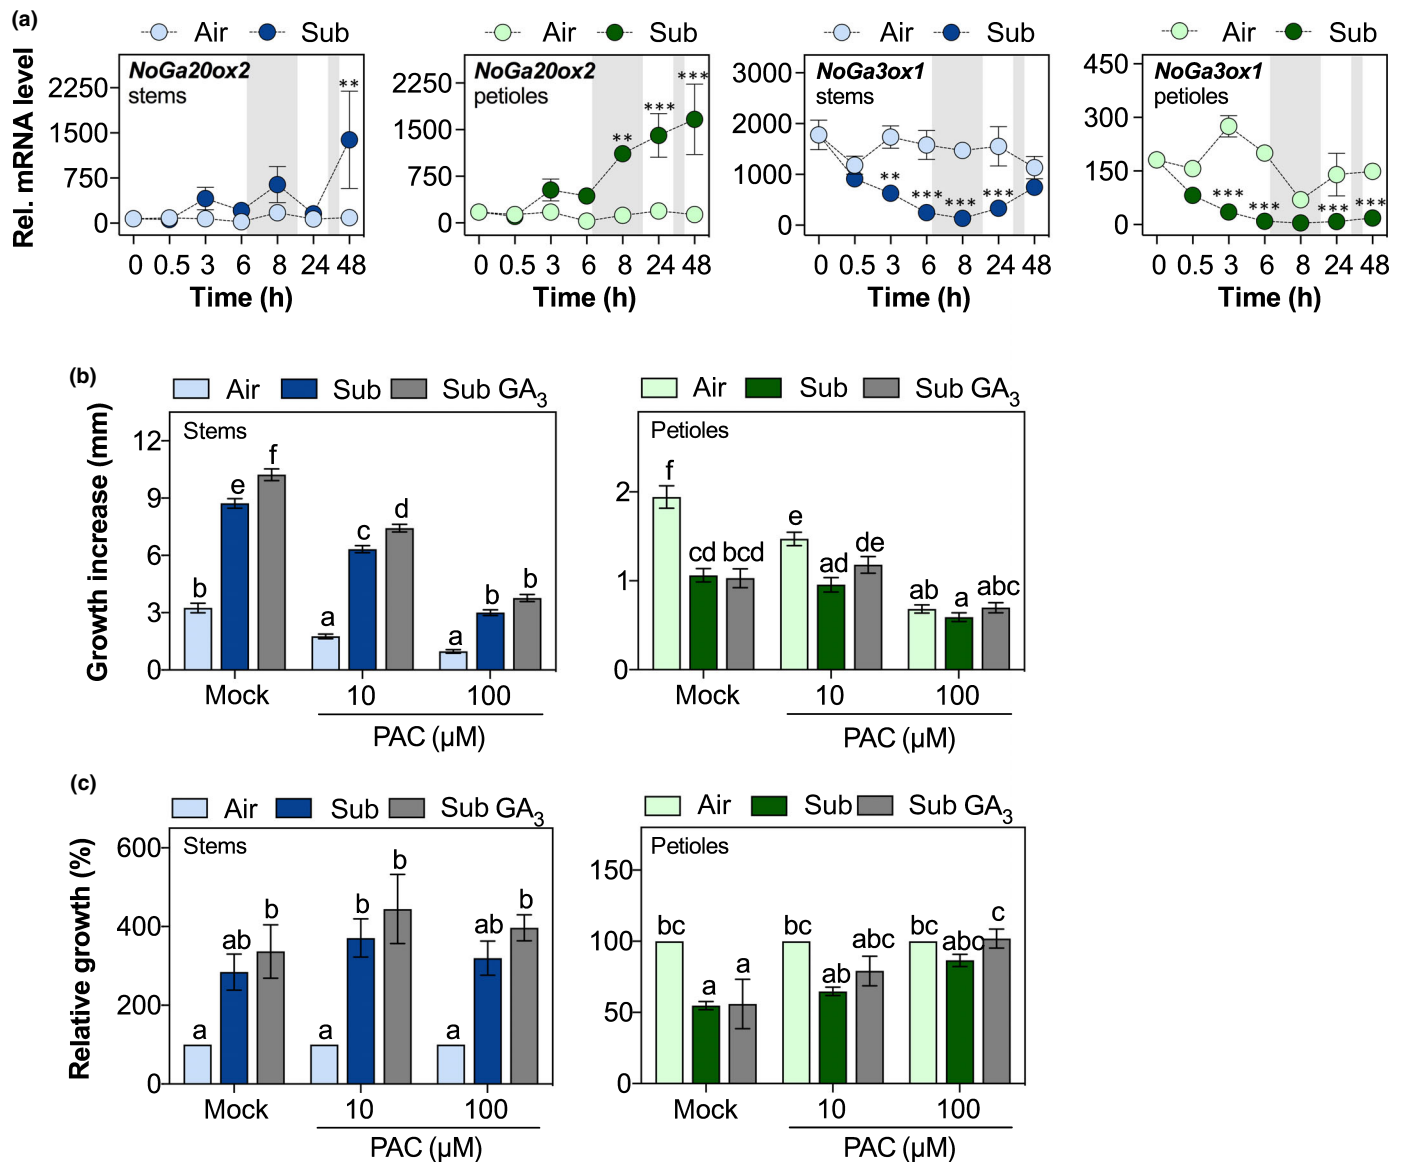 (a)
Air Sub
Air Sub
Air Sub
Air Sub
Rel. mRNA level
NoGa20ox2
stems
2250
1500
750
0
**
0 0.5 3 6 8 24 48
Time (h)
NoGa20ox2
petioles
2250
1500
750
0
** *** ***
0 0.5 3 6 8 24 48
Time (h)
NoGa3ox1
stems
3000
2000
1000
0
** *** *** ***
0 0.5 3 6 8 24 48
Time (h)
NoGa3ox1
petioles
450
300
150
0
*** *** *** ***
0 0.5 3 6 8 24 48
Time (h)
(b)
Air Sub Sub GA3
Growth increase (mm)
Stems
12
9
6
3
0
b e f
a c d
a b b
Mock 10 100
PAC (µM)
Air Sub Sub GA3
Petioles
2
1
0
f cd bcd
e ad de
ab a abc
Mock 10 100
PAC (µM)
(c)
Air Sub Sub GA3
Relative growth (%)
Stems
600
400
200
0
a ab b
a b b
a ab b
Mock 10 100
PAC (µM)
Air Sub Sub GA3
Petioles
150
100
50
0
bc a a
bc ab abc
bc abc c
Mock 10 100
PAC (µM)